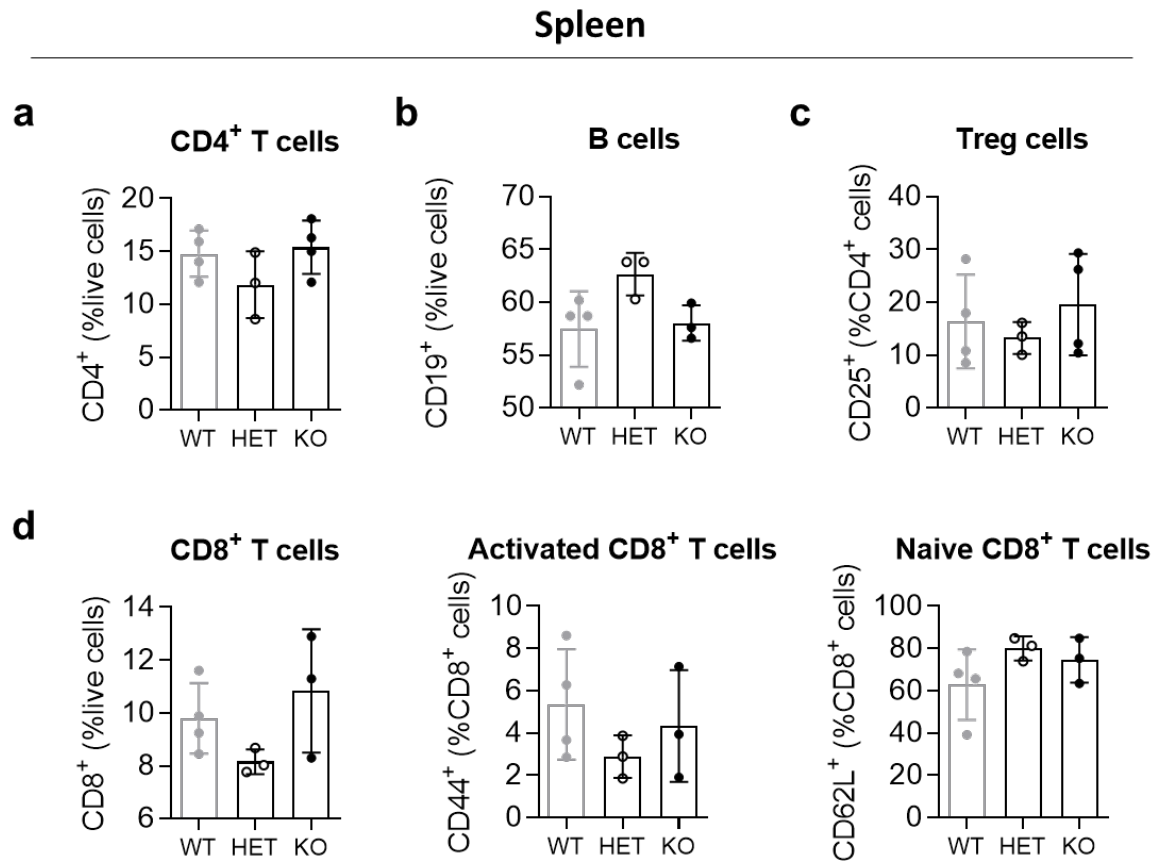 Spleen
a
CD4⁺ T cells
CD4⁺ (%live cells)
20
15
10
5
0
WT HET KO
b
B cells
CD19⁺ (%live cells)
70
65
60
55
50
WT HET KO
c
Treg cells
CD25⁺ (%CD4⁺ cells)
40
30
20
10
0
WT HET KO
d
CD8⁺ T cells
CD8⁺ (%live cells)
14
12
10
8
6
WT HET KO
Activated CD8⁺ T cells
CD44⁺ (%CD8⁺ cells)
10
8
6
4
2
0
WT HET KO
Naive CD8⁺ T cells
CD62L⁺ (%CD8⁺ cells)
100
80
60
40
20
0
WT HET KO